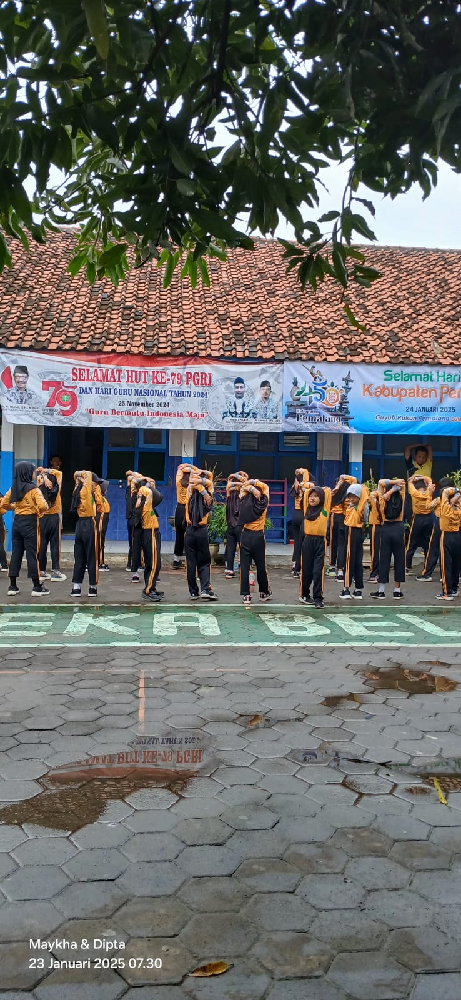 SELAMAT HUT KE-79 PGRI
DAN HARI GURU NASIONAL TAHUN 2024
25 November 2024
"Guru Bermutu Indonesia Maju"
79
Selamat Hari
Kabupaten Pem
24 JANUARI 2025
Guyub Rukun Pemalang Luw
450
Kabupaten
Pemalang
EKA BEL
Maykha & Dipta
23 Januari 2025 07.30